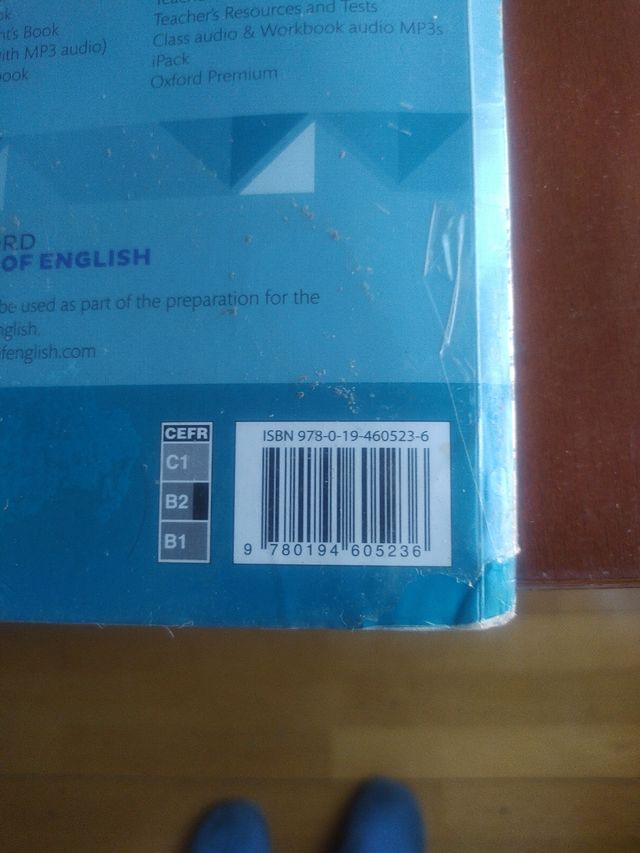 Teacher's Resources and Tests
Class audio & Workbook audio MP3s
iPack
Oxford Premium
nt's Book
ith MP3 audio)
ook
RD
OF ENGLISH
be used as part of the preparation for the
nglish.
fenglish.com
CEFR
C1
B2
B1
ISBN 978-0-19-460523-6
9 780194 605236